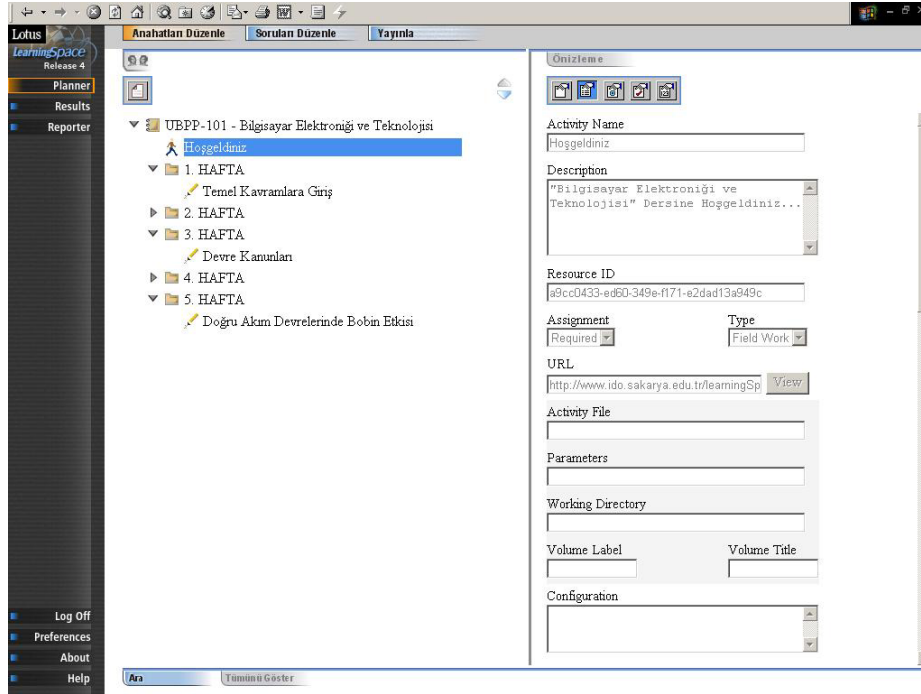 Lotus
LearningSpace
Release 4
Planner
Results
Reporter
Log Off
Preferences
About
Help
Anahatları Düzenle
Soruları Düzenle
Yayınla
UBPP-101 - Bilgisayar Elektroniği ve Teknolojisi
Hoşgeldiniz
1. HAFTA
Temel Kavramlara Giriş
2. HAFTA
3. HAFTA
Devre Kanunları
4. HAFTA
5. HAFTA
Doğru Akım Devrelerinde Bobin Etkisi
Ara
Tümünü Göster
Önizleme
Activity Name
Hoşgeldiniz
Description
"Bilgisayar Elektroniği ve
Teknolojisi" Dersine Hoşgeldiniz...
Resource ID
a9cc0433-ed60-349e-f171-e2dad13a949c
Assignment
Type
Required
Field Work
URL
http://www.ido.sakarya.edu.tr/learningSp
View
Activity File
Parameters
Working Directory
Volume Label
Volume Title
Configuration